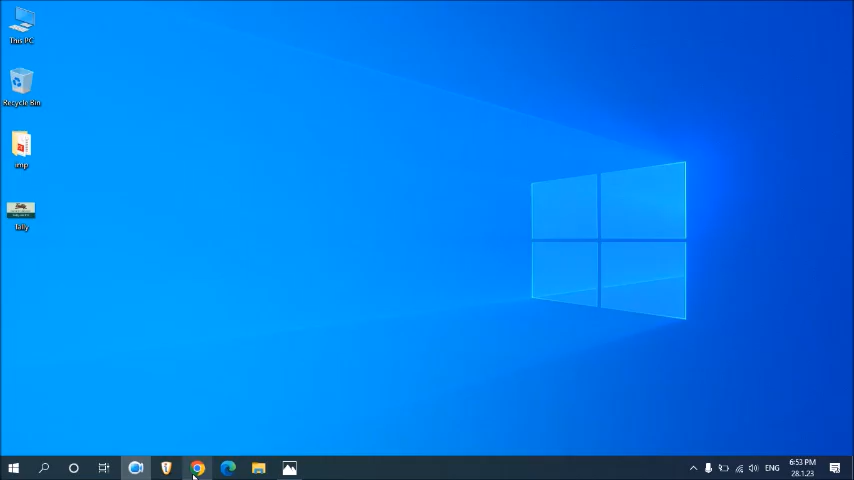 This PC
Recycle Bin
imp
Tally
ENG
6:53 PM
28.1.23